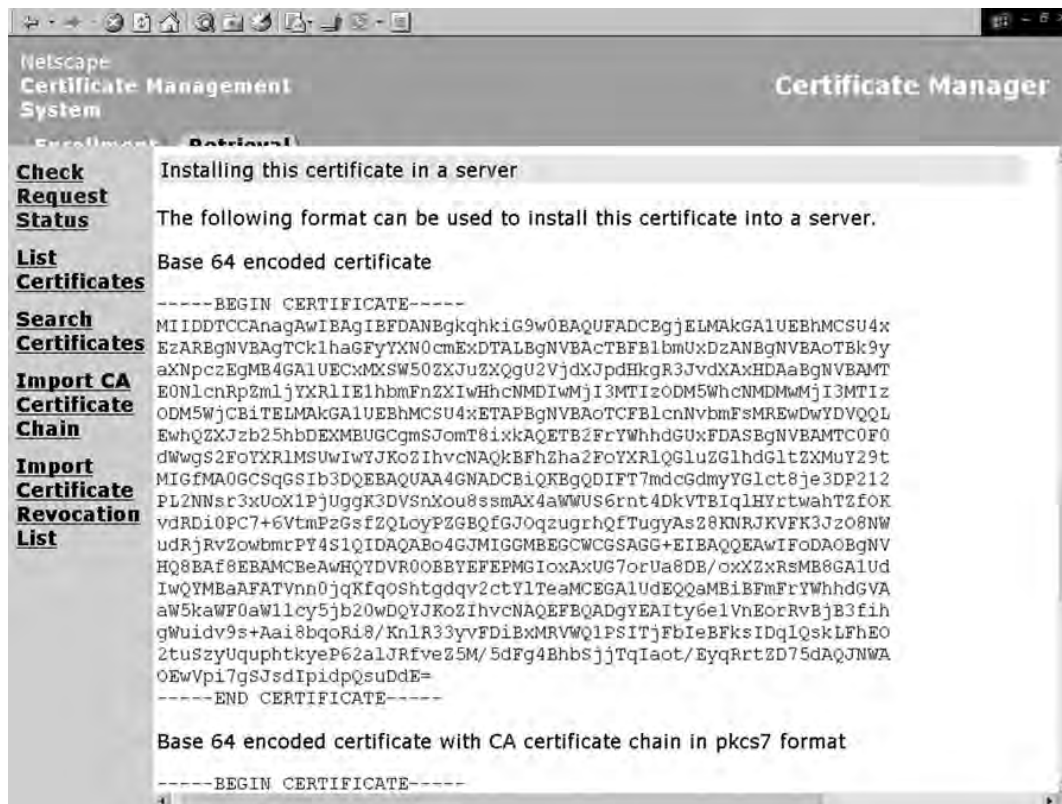 Netscape
Certificate Management
System
Certificate Manager
Enrollment Retrieval
Check
Request
Status
List
Certificates
Search
Certificates
Import CA
Certificate
Chain
Import
Certificate
Revocation
List
Installing this certificate in a server
The following format can be used to install this certificate into a server.
Base 64 encoded certificate
-----BEGIN CERTIFICATE-----
MIIDDTCCAnagAwIBAgIBFDANBgkqhkiG9w0BAQUFADCBgjELMAkGA1UEBhMCSU4x
EzARBgNVBAgTCk1haGFyYXN0cmExDTALBgNVBAcTBFB1bmUxDzANBgNVBAoTBk9y
aXNpczEgMB4GA1UECxMXSW50ZXJuZXQgU2VjdXJpdHkgR3JvdXAxHDAaBgNVBAMT
E0NlcnRpZmljYXRlIE1hbmFnZXIwHhcNMDIwMjI3MTIzODM5WhcNMDMwMjI3MTIz
ODM5WjCBiTELMAkGA1UEBhMCSU4xETAPBgNVBAoTCFBlcnNvbmFsMREwDwYDVQQL
EwhQZXJzb25hbDEXMBUGCgmSJomT8ixkAQETB2FrYWhhdGUxFDASBgNVBAMTC0F0
dWwgS2FoYXRlMSUwIwYJKoZIhvcNAQkBFhZha2FoYXRlQGluZGlhdGltZXMuY29t
MIGfMA0GCSqGSIb3DQEBAQUAA4GNADCBiQKBgQDIFT7mdcGdmyYGlct8je3DP212
PL2NNsr3xUoX1PjUggK3DVSnXou8ssmAX4aWWUS6rnt4DkVTBIqlHYrtwahTZfOK
vdRDi0PC7+6VtmPzGsfZQLoyPZGBQfGJOqzugrhQfTugyAsZ8KNRJKVFK3JzO8NW
udRjRvZowbmrPY4S1QIDAQABo4GJMIGGMBEGCWCGSAGG+EIBAQQEAwIFoDAOBgNV
HQ8BAf8EBAMCBeAwHQYDVR0OBBYEFEPMGIoxAxUG7orUa8DB/oxXZxRsMB8GA1Ud
IwQYMBaAFATVnn0jqKfqOShtgdqv2ctYlTeaMCEGA1UdEQQaMBiBFmFrYWhhdGVA
aW5kaWF0aW1lcy5jb20wDQYJKoZIhvcNAQEFBQADgYEAIty6e1VnEorRvBjB3fih
gWuidv9s+Aai8bqoRi8/KnlR33yvFDiBxMRVWQ1PSITjFbIeBFksIDqlQskLFhEO
2tuSzyUquphtkyeP62alJRfveZ5M/5dFg4BhbSjjTqIaot/EyqRrtZD75dAQJNWA
OEwVpi7gSJsdIpidpQsuDdE=
-----END CERTIFICATE-----
Base 64 encoded certificate with CA certificate chain in pkcs7 format
-----BEGIN CERTIFICATE-----